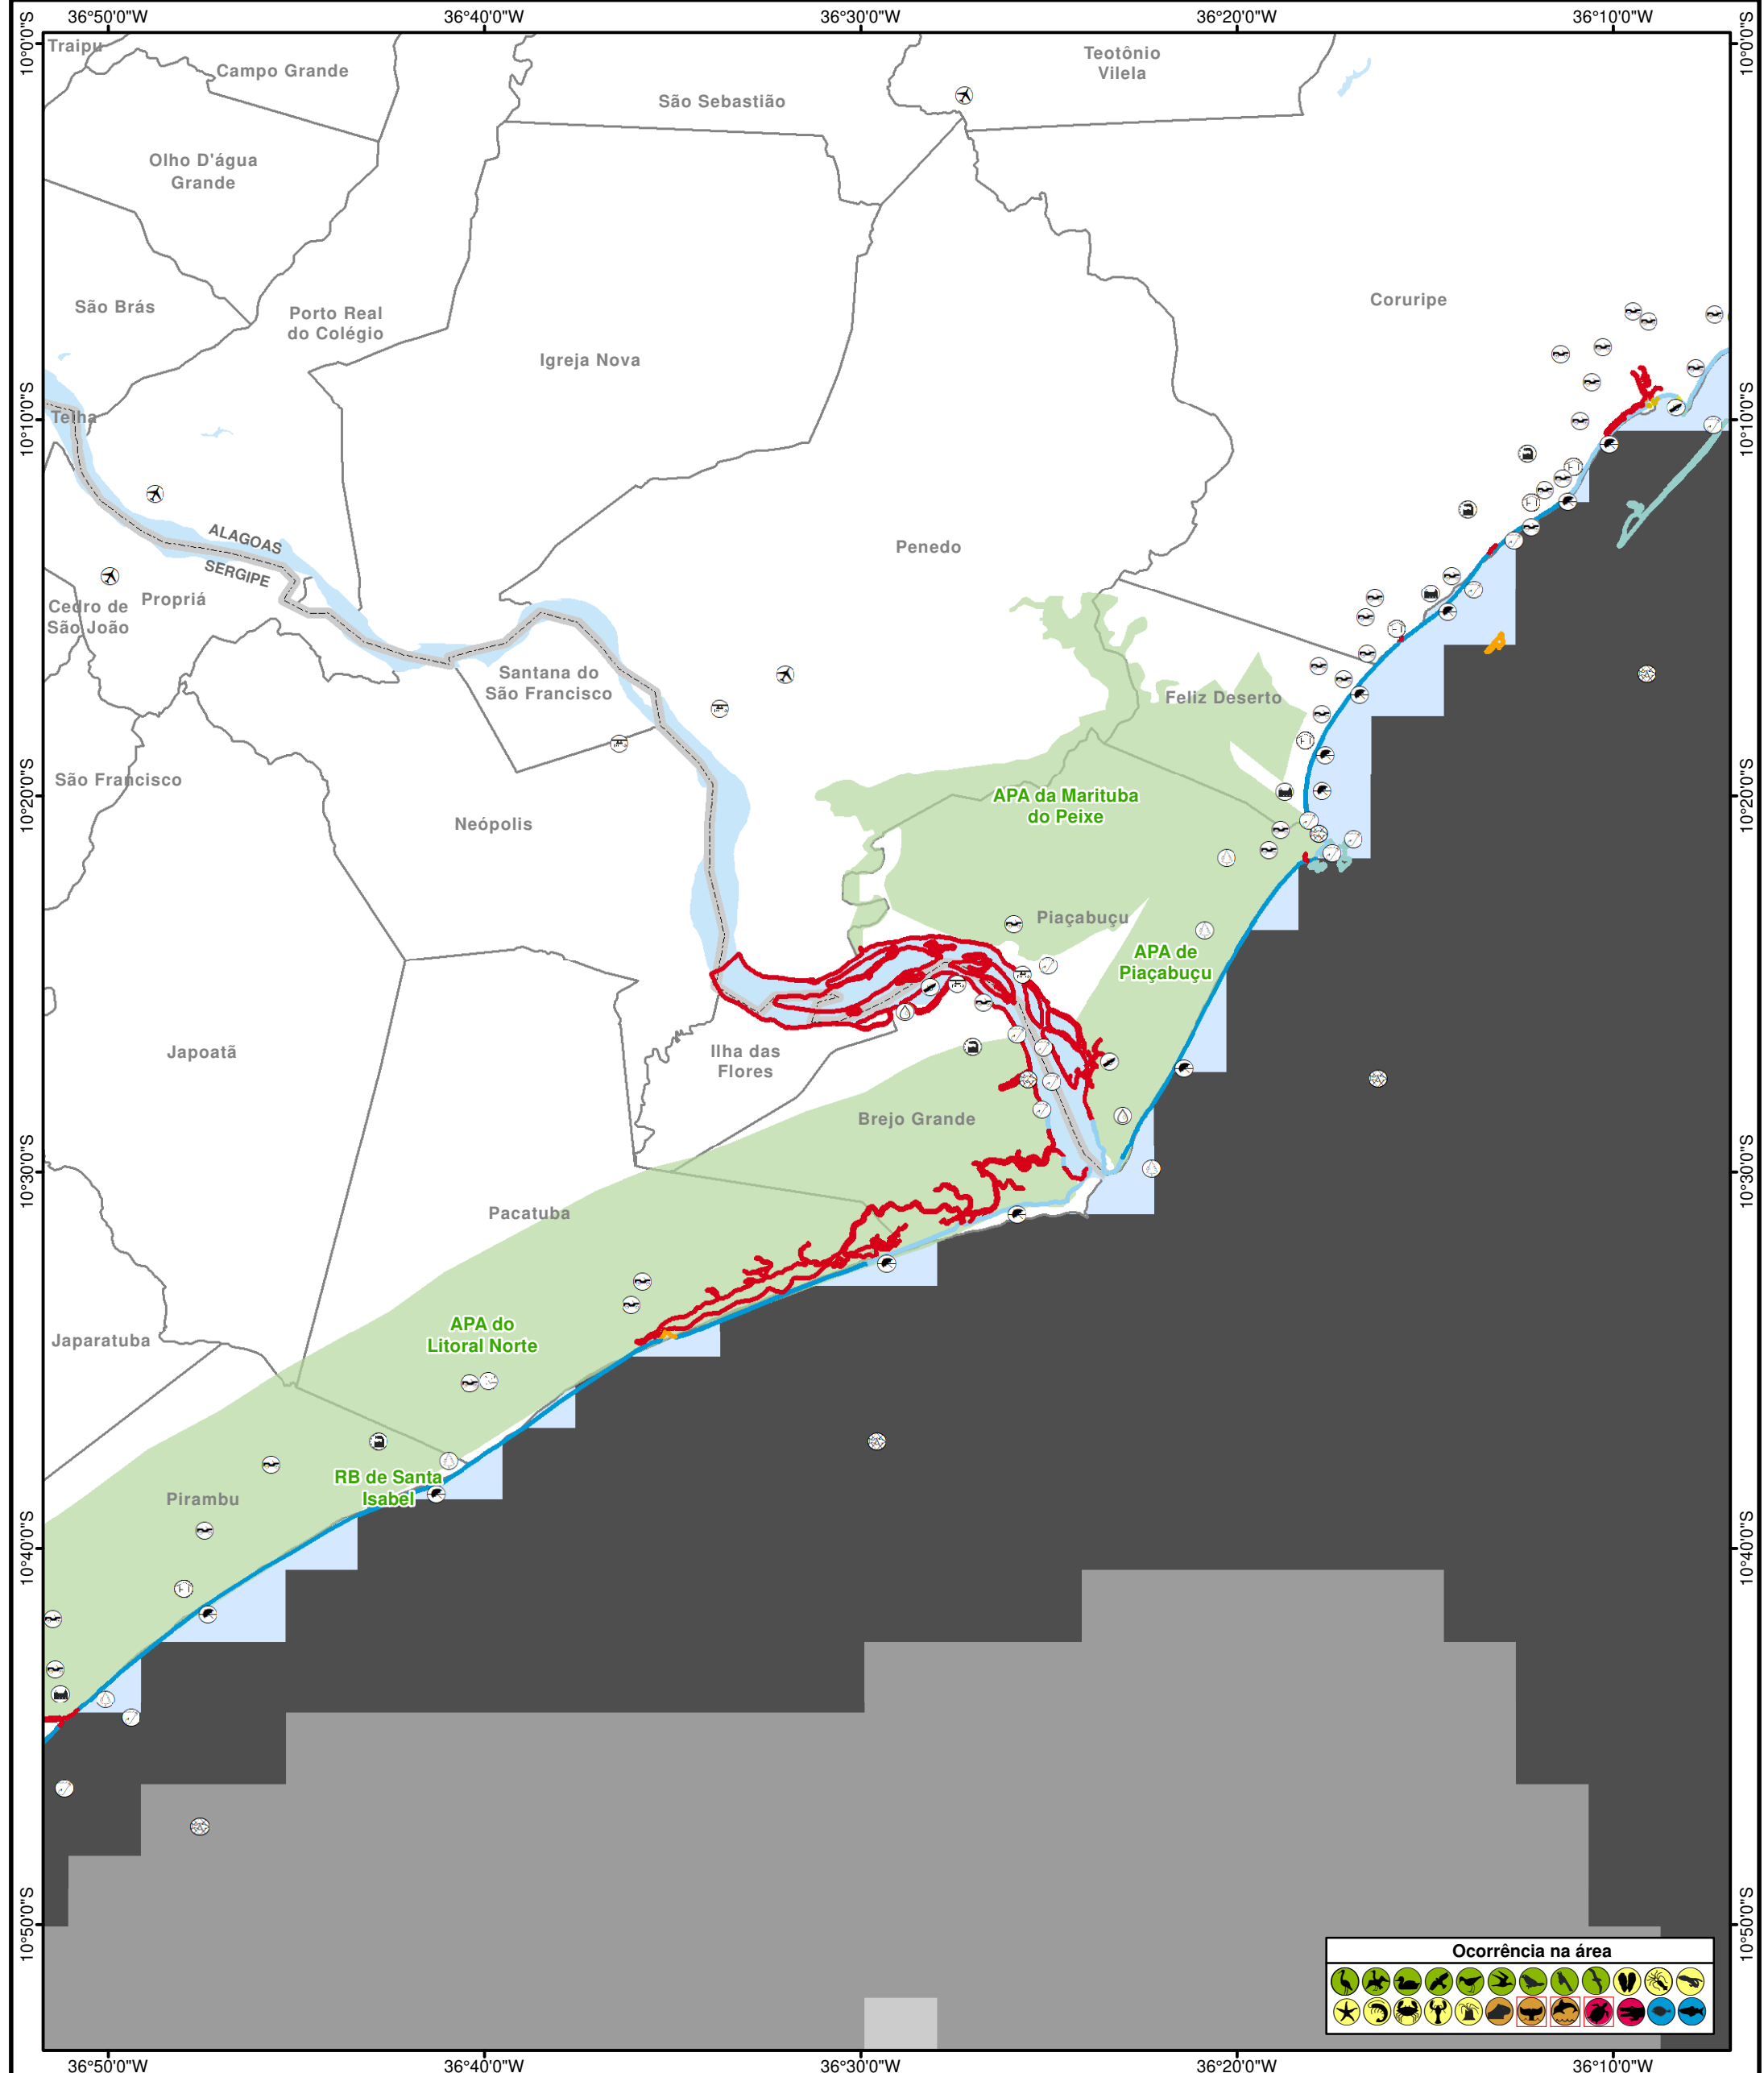 36°50'0"W
36°40'0"W
36°30'0"W
36°20'0"W
36°10'0"W
10°0'0"S
10°0'0"S
Traipu
Campo Grande
Teotônio
Vilela
São Sebastião
Olho D'água
Grande
São Brás
Porto Real
do Colégio
Coruripe
Igreja Nova
10°10'0"S
10°10'0"S
Telha
ALAGOAS
SERGIPE
Penedo
Cedro de
São João
Propriá
Santana do
São Francisco
Feliz Deserto
São Francisco
10°20'0"S
10°20'0"S
APA da Marituba
do Peixe
Neópolis
Piaçabuçu
APA de
Piaçabuçu
Japoatã
Ilha das
Flores
Brejo Grande
10°30'0"S
10°30'0"S
Pacatuba
APA do
Litoral Norte
Japaratuba
RB de Santa
Isabel
Pirambu
10°40'0"S
10°40'0"S
10°50'0"S
10°50'0"S
Ocorrência na área
36°50'0"W
36°40'0"W
36°30'0"W
36°20'0"W
36°10'0"W